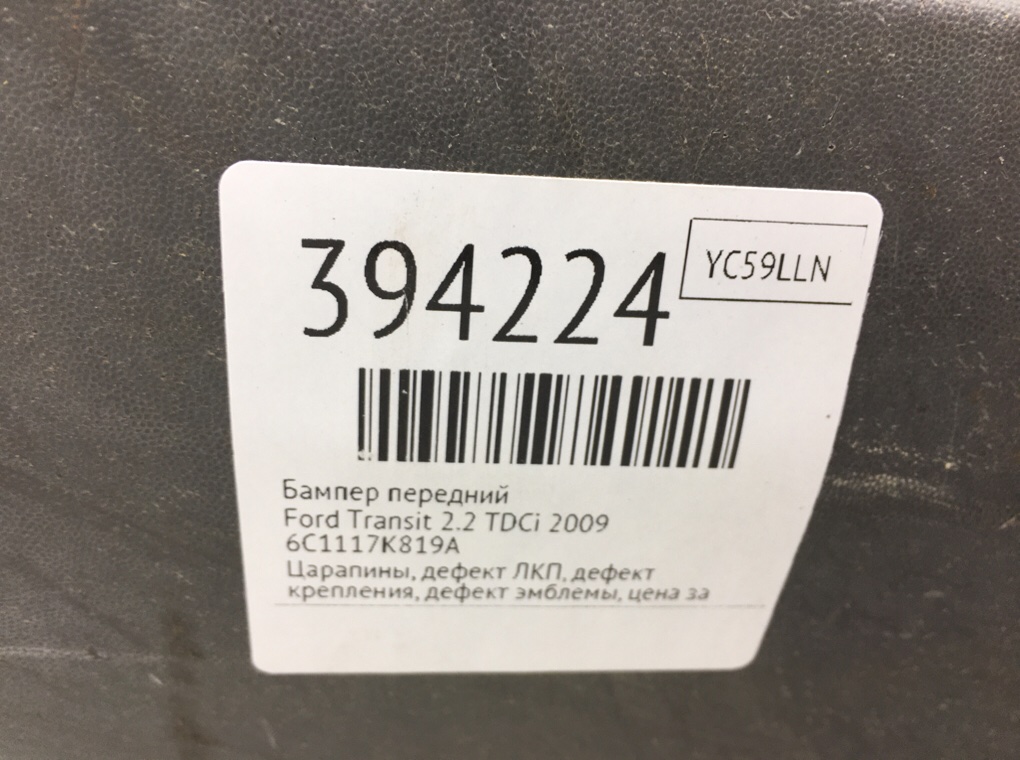 394224
YC59LLN
Бампер передний
Ford Transit 2.2 TDCi 2009
6C1117K819A
Царапины, дефект ЛКП, дефект
крепления, дефект эмблемы, цена за